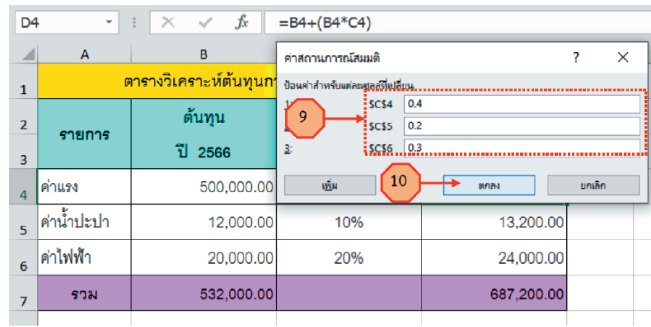 D4 fx =B4+(B4*C4)
A B
ค่าสถานการณ์สมมติ ? ×
1 ตารางวิเคราะห์ต้นทุนกา
ป้อนค่าสำหรับแต่ละเซลล์ที่เปลี่ยน
1: $C$4 0.4
9 $C$5 0.2
3: $C$6 0.3
2 รายการ ต้นทุน
3 ปี 2566
เพิ่ม 10 ตกลง ยกเลิก
4 ค่าแรง 500,000.00
5 ค่าน้ำปะปา 12,000.00 10% 13,200.00
6 ค่าไฟฟ้า 20,000.00 20% 24,000.00
7 รวม 532,000.00 687,200.00